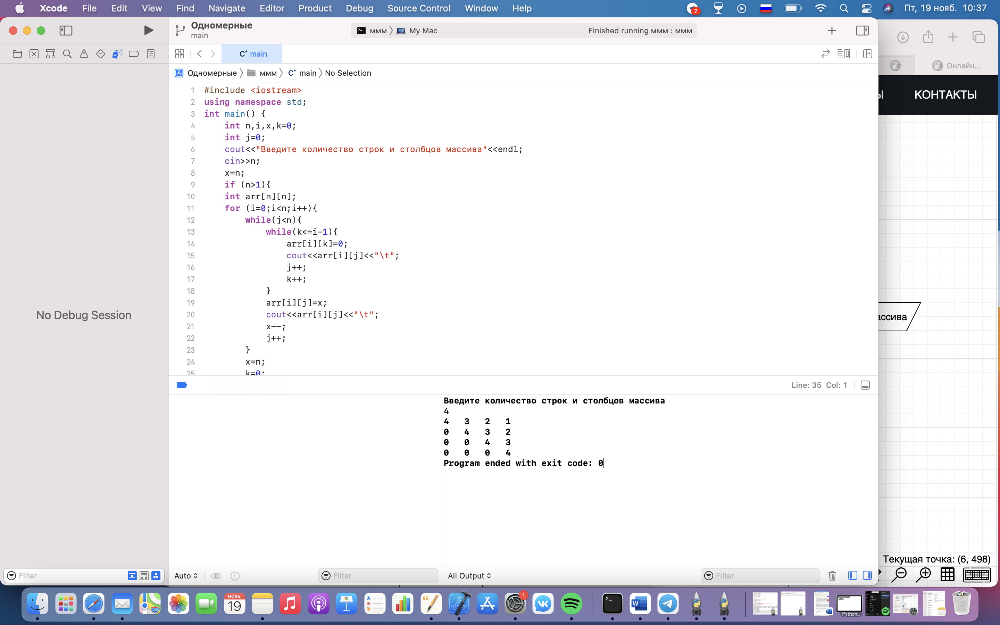 Xcode File Edit View Find Navigate Editor Product Debug Source Control Window Help 2 Пт, 19 нояб. 10:37
Одномерные
main
ммм My Mac
Finished running ммм : ммм
C+ main
Одномерные ммм C+ main No Selection
1 #include <iostream>
2 using namespace std;
3 int main() {
4 int n,i,x,k=0;
5 int j=0;
6 cout<<"Введите количество строк и столбцов массива"<<endl;
7 cin>>n;
8 x=n;
9 if (n>1){
10 int arr[n][n];
11 for (i=0;i<n;i++){
12 while(j<n){
13 while(k<=i-1){
14 arr[i][k]=0;
15 cout<<arr[i][j]<<"\t";
16 j++;
17 k++;
18 }
19 arr[i][j]=x;
20 cout<<arr[i][j]<<"\t";
21 x--;
22 j++;
23 }
24 x=n;
25 k=0;
No Debug Session
Line: 35 Col: 1
Введите количество строк и столбцов массива
4
4 3 2 1
0 4 3 2
0 0 4 3
0 0 0 4
Program ended with exit code: 0
Filter
Auto
Filter
All Output
Filter
Онлайн...
Ы КОНТАКТЫ
ассива
Текущая точка: (6, 498)
НОЯБ.
19
280
1
W
Python...